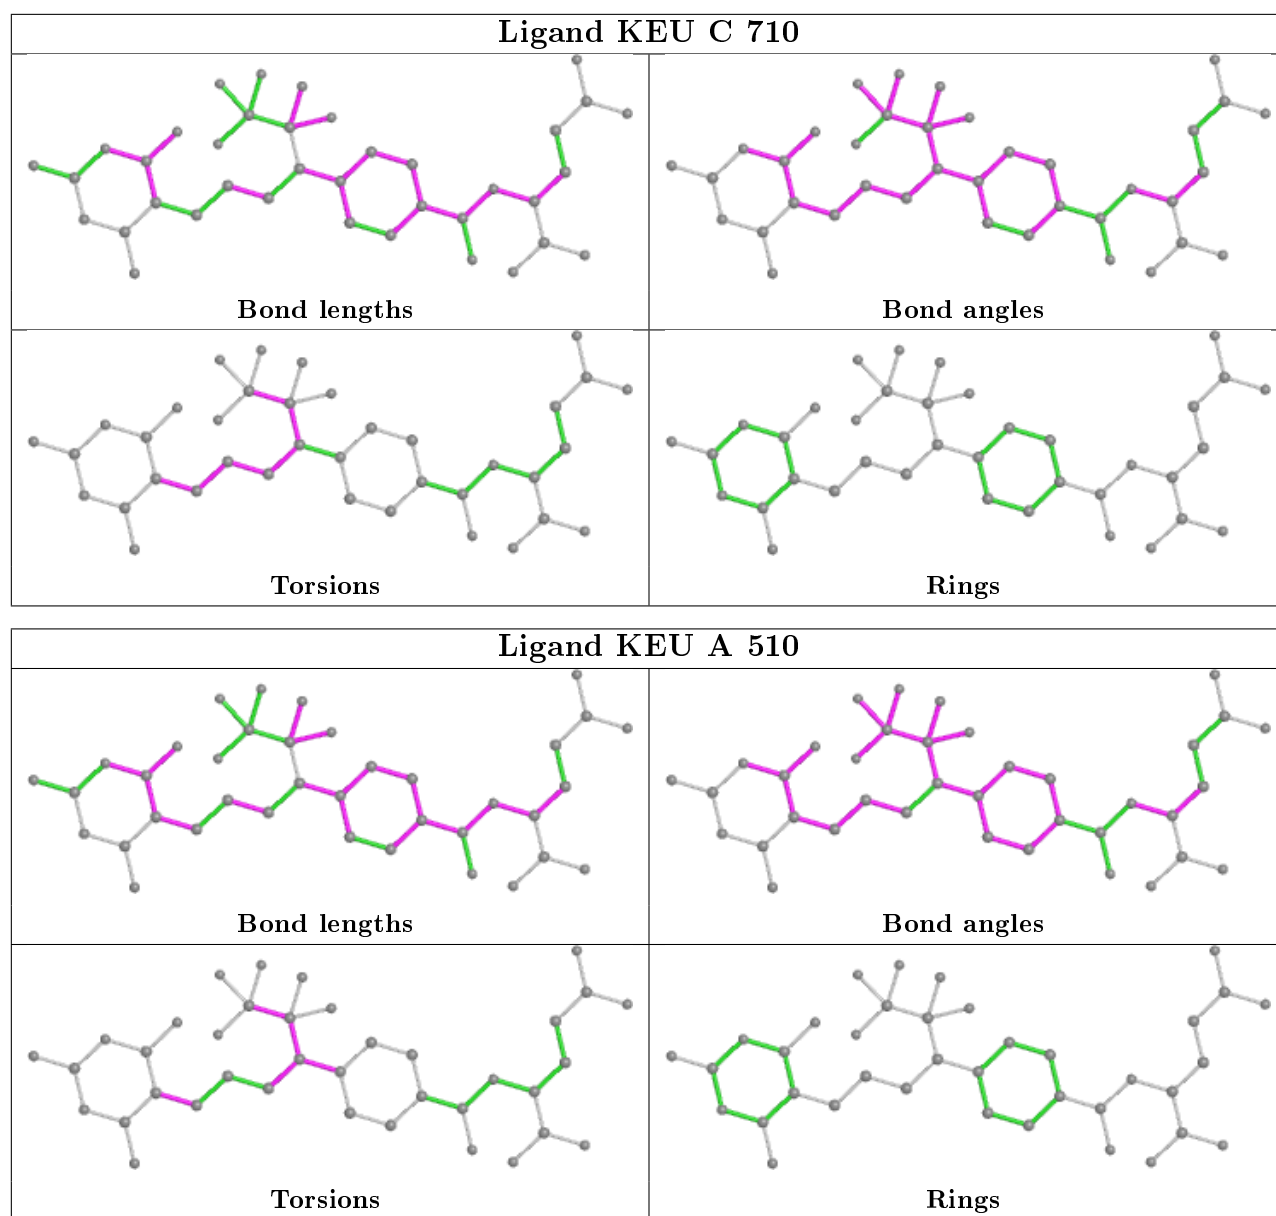 Ligand KEU C 710
Bond lengths
Bond angles
Torsions
Rings
Ligand KEU A 510
Bond lengths
Bond angles
Torsions
Rings